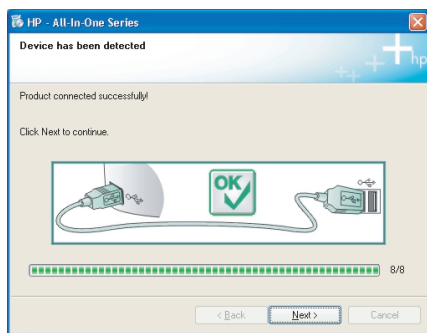 HP - All-In-One Series
Device has been detected
hp
Product connected successfully!
Click Next to continue.
OK
8/8
< Back Next > Cancel